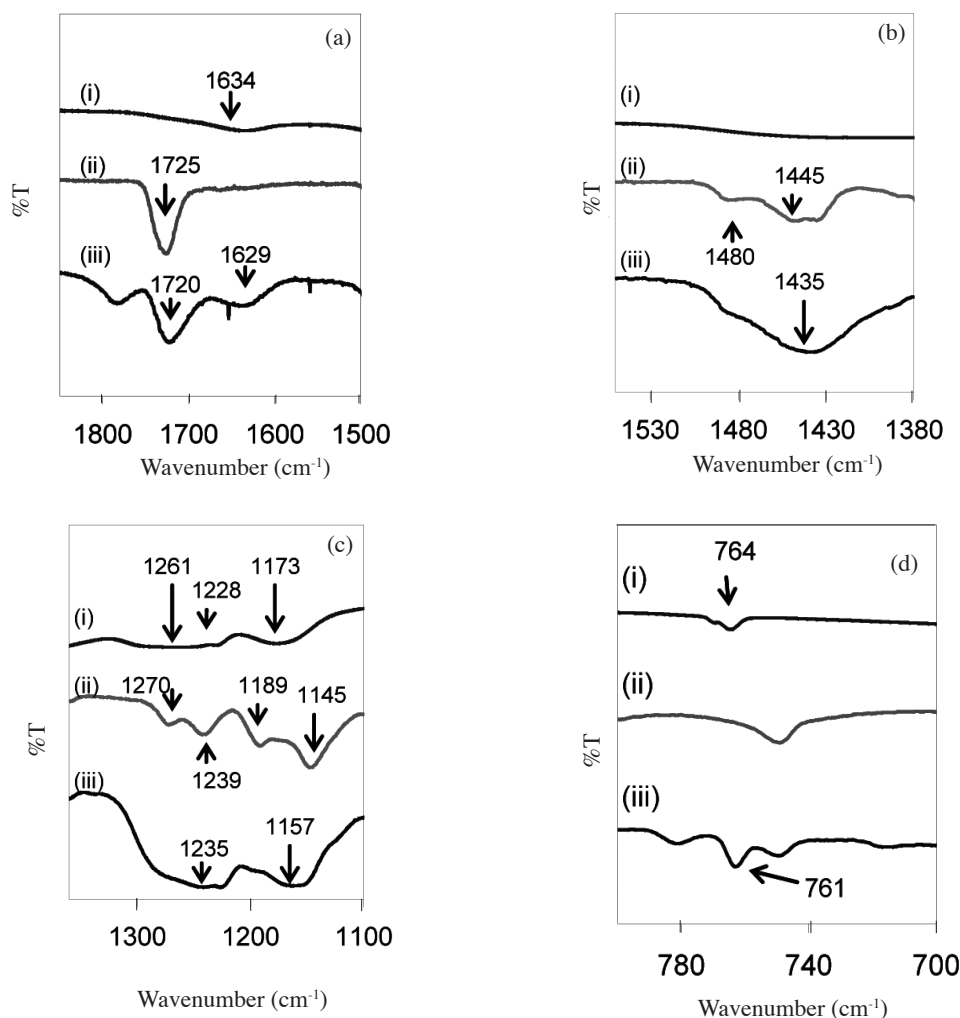 (a)
1634
(i)
(ii)
1725
(iii)
1629
1720
%T
1800 1700 1600 1500
Wavenumber (cm⁻¹)
(b)
(i)
(ii)
1445
1480
(iii)
1435
%T
1530 1480 1430 1380
Wavenumber (cm⁻¹)
(c)
1261
1228
1173
(i)
(ii)
1270
1189
1145
1239
(iii)
1235
1157
%T
1300 1200 1100
Wavenumber (cm⁻¹)
(d)
764
(i)
(ii)
(iii)
761
%T
780 740 700
Wavenumber (cm⁻¹)